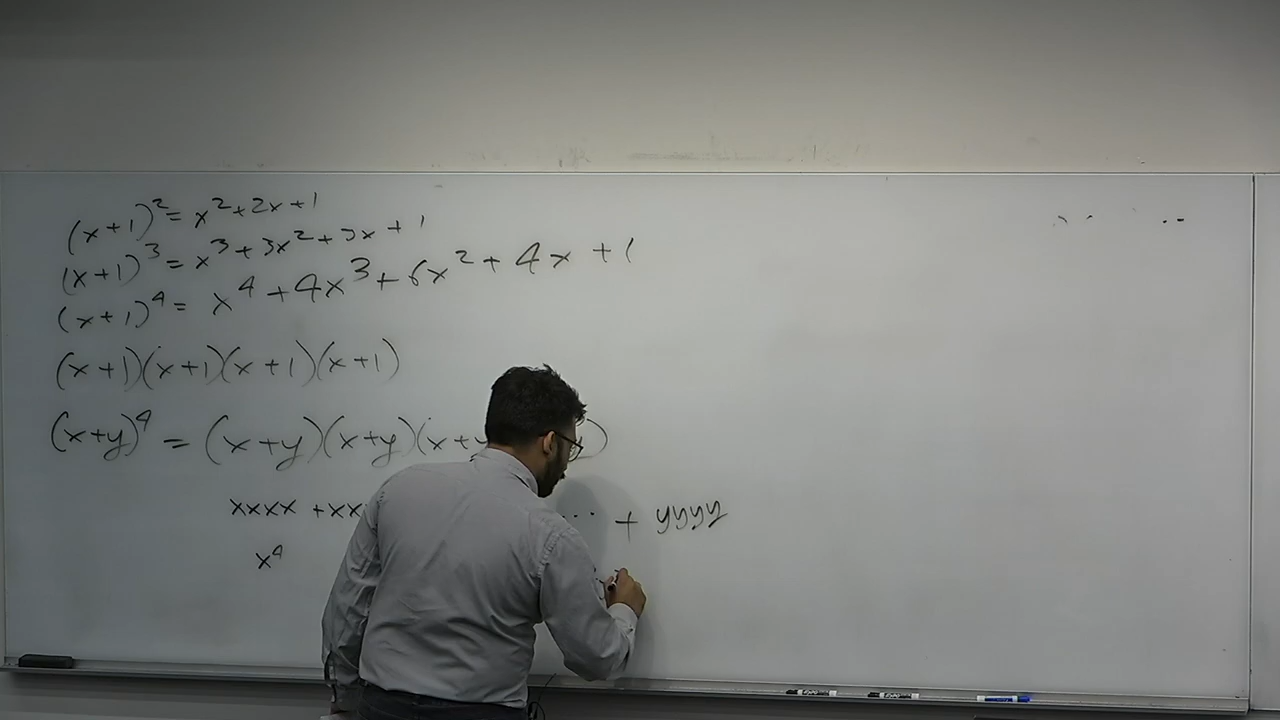 (x+1)² = x²+2x+1
(x+1)³ = x³+3x²+3x+1
(x+1)⁴ = x⁴+4x³+6x²+4x+1
(x+1)(x+1)(x+1)(x+1)
(x+y)⁴ = (x+y)(x+y)(x+ )
xxxx +xx ... + yyyy
x⁴